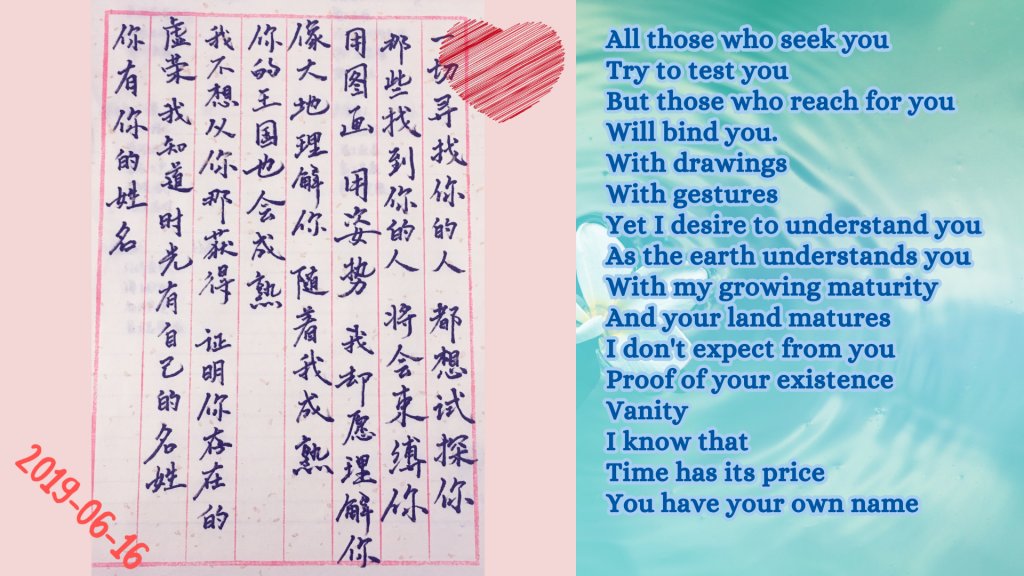 一切寻找你的人 都想试探你
那些找到你的人 将会束缚你
用图画 用姿势 我却愿理解你
像大地理解你 随着我成熟
你的王国也会成熟
我不想从你那获得 证明你存在的
虚荣 我知道时光有自己的名姓
你有你的姓名
2019-06-16
All those who seek you
Try to test you
But those who reach for you
Will bind you.
With drawings
With gestures
Yet I desire to understand you
As the earth understands you
With my growing maturity
And your land matures
I don't expect from you
Proof of your existence
Vanity
I know that
Time has its price
You have your own name